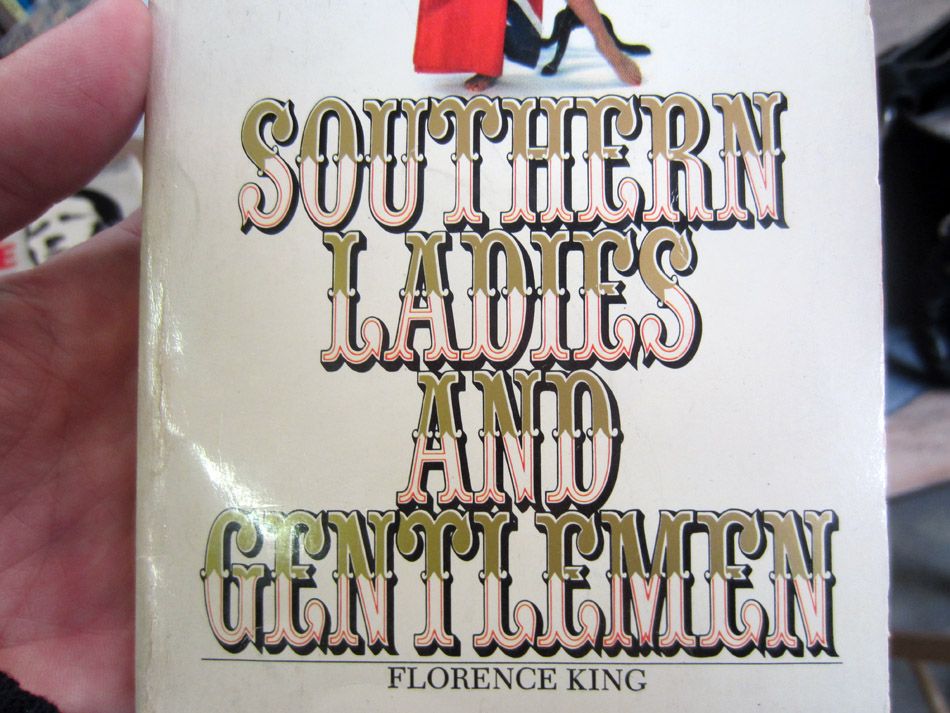 SOUTHERN
LADIES
AND
GENTLEMEN
FLORENCE KING